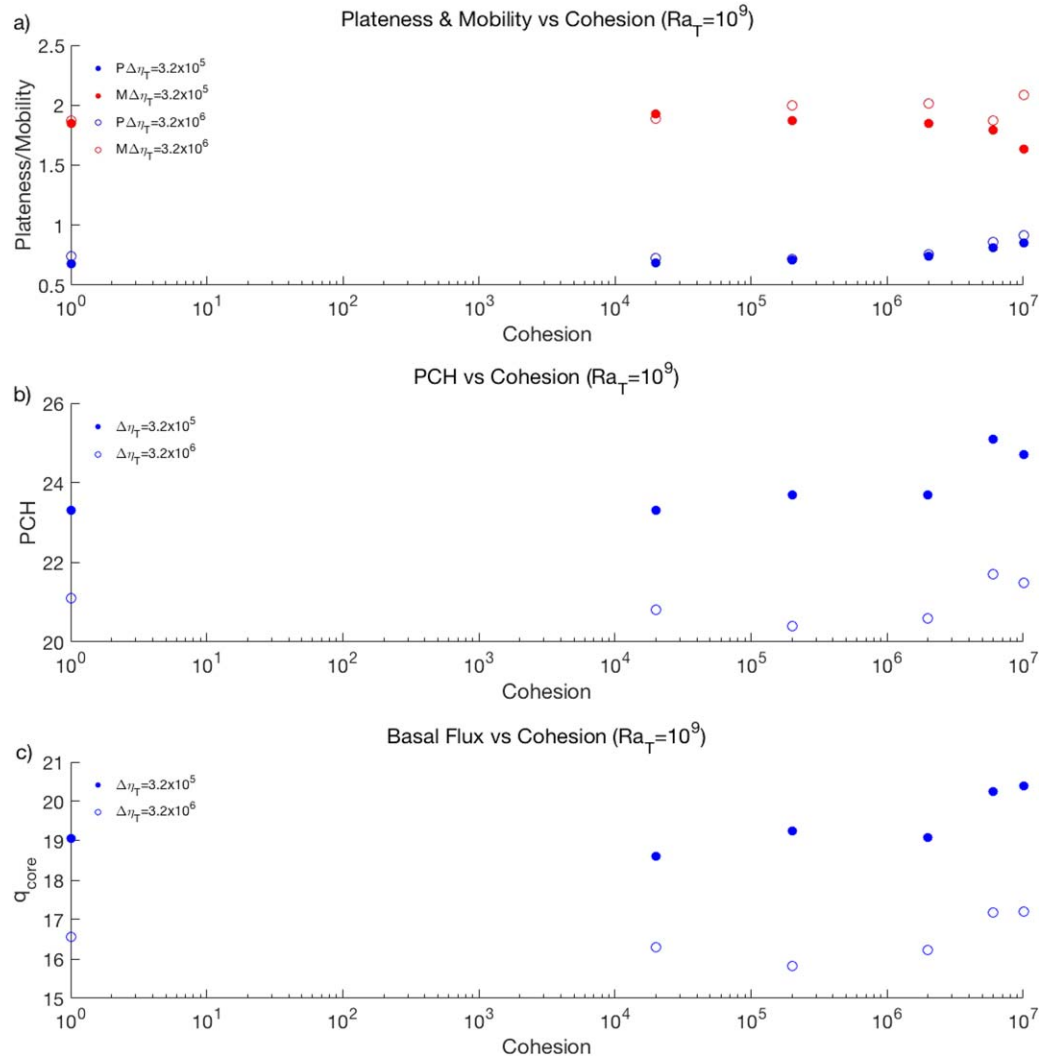 a)
Plateness & Mobility vs Cohesion (Ra_T=10^9)
Plateness/Mobility
2.5
2
1.5
1
0.5
P Δη_T=3.2x10^5
M Δη_T=3.2x10^5
P Δη_T=3.2x10^6
M Δη_T=3.2x10^6
10^0 10^1 10^2 10^3 10^4 10^5 10^6 10^7
Cohesion
b)
PCH vs Cohesion (Ra_T=10^9)
PCH
26
24
22
20
Δη_T=3.2x10^5
Δη_T=3.2x10^6
10^0 10^1 10^2 10^3 10^4 10^5 10^6 10^7
Cohesion
c)
Basal Flux vs Cohesion (Ra_T=10^9)
q_core
21
20
19
18
17
16
15
Δη_T=3.2x10^5
Δη_T=3.2x10^6
10^0 10^1 10^2 10^3 10^4 10^5 10^6 10^7
Cohesion